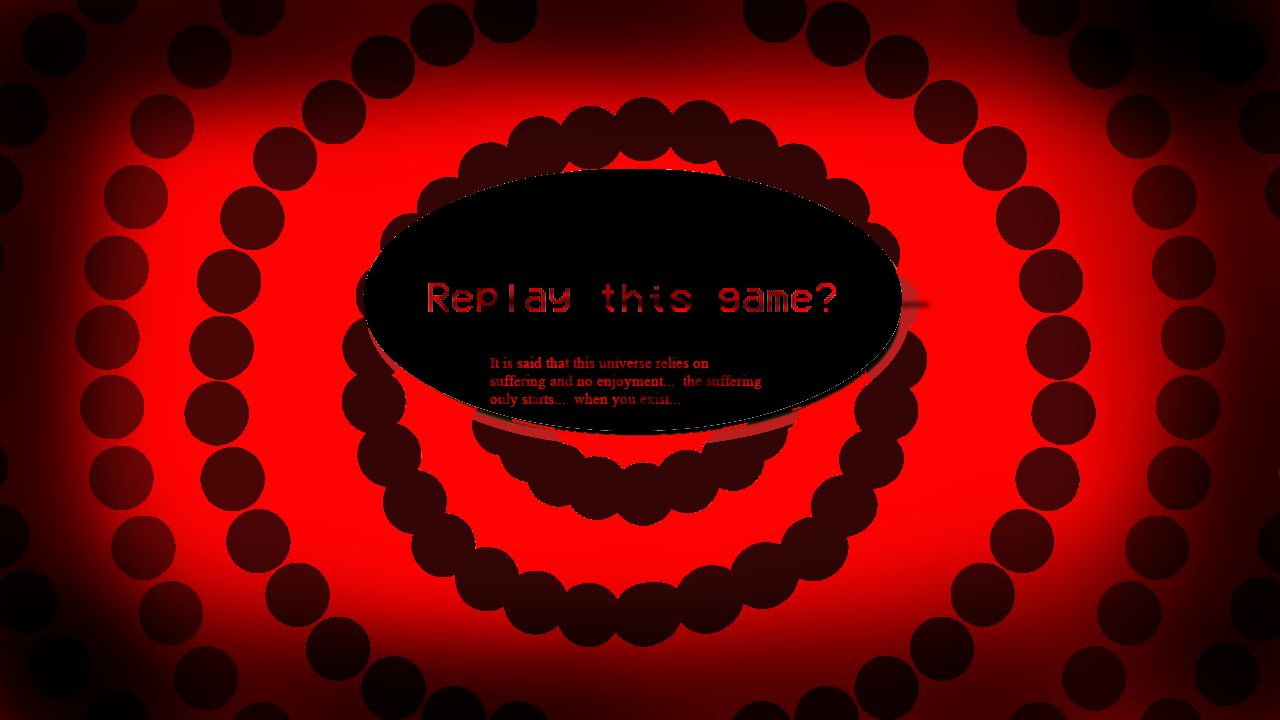 Replay this game?
It is said that this universe relies on
suffering and no enjoyment... the suffering
only starts... when you exist...